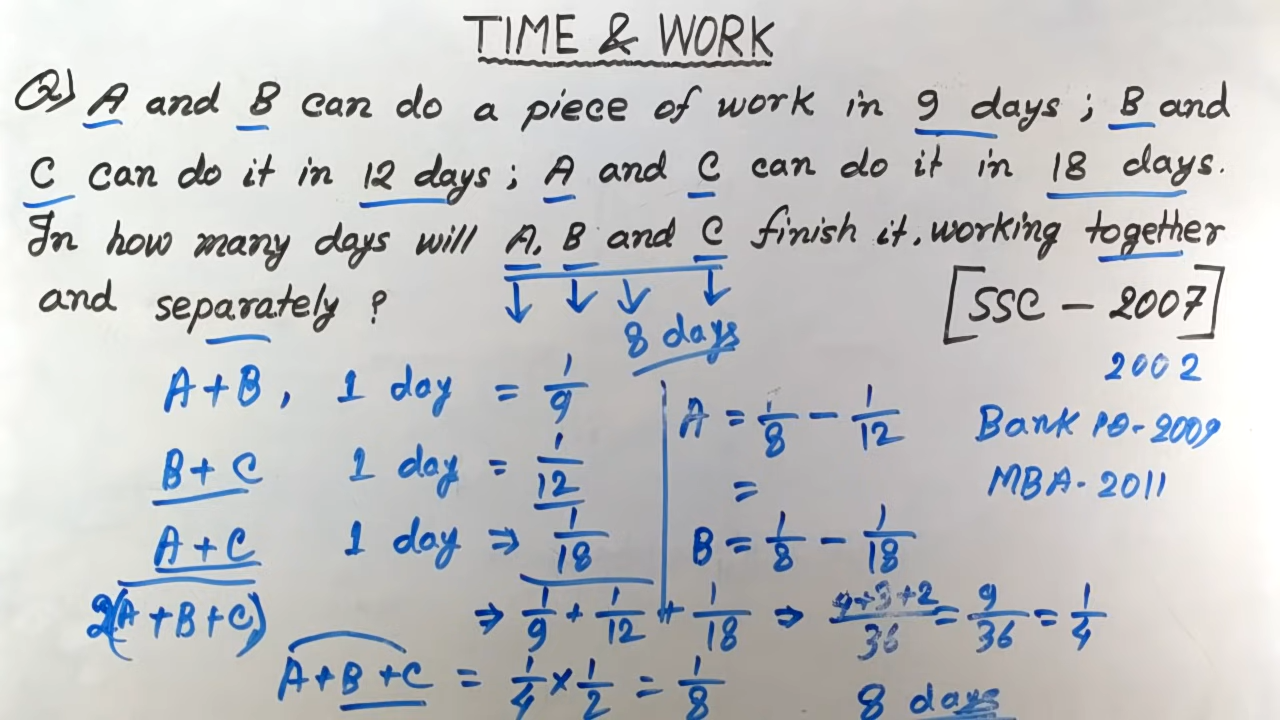 TIME & WORK
Q) A and B can do a piece of work in 9 days ; B and
C can do it in 12 days ; A and C can do it in 18 days.
In how many days will A, B and C finish it, working together
and separately ?
[SSC - 2007]
8 days
2002
A + B , 1 day = 1/9
A = 1/8 - 1/12
Bank PO - 2009
B + C 1 day = 1/12
=
MBA - 2011
A + C 1 day ⇒ 1/18
B = 1/8 - 1/18
2(A + B + C) ⇒ 1/9 + 1/12 + 1/18 ⇒ (4+3+2)/36 = 9/36 = 1/4
A + B + C = 1/4 × 1/2 = 1/8
8 days